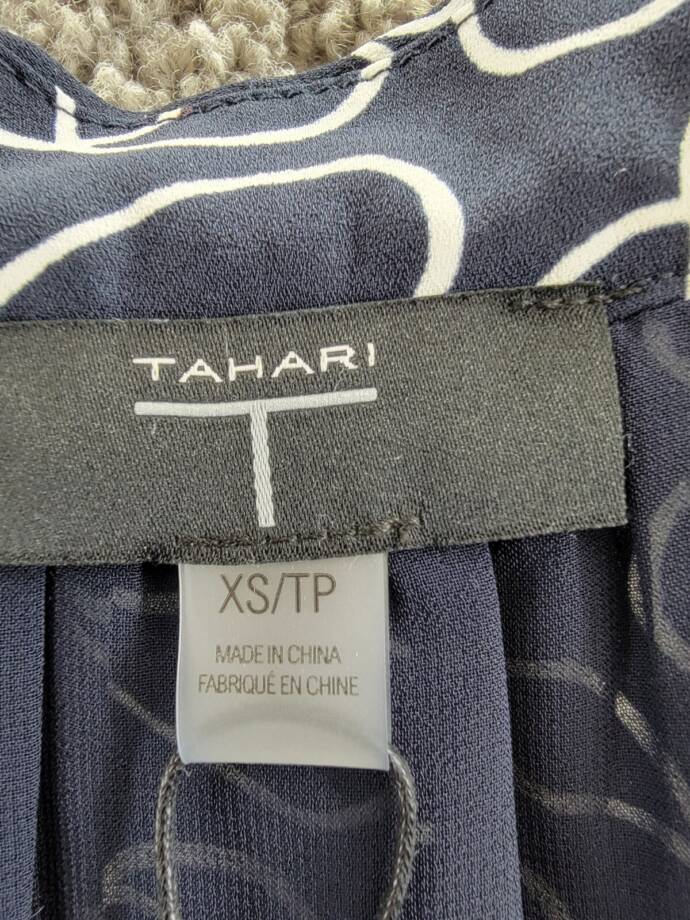 TAHARI
T
XS/TP
MADE IN CHINA
FABRIQUÉ EN CHINE